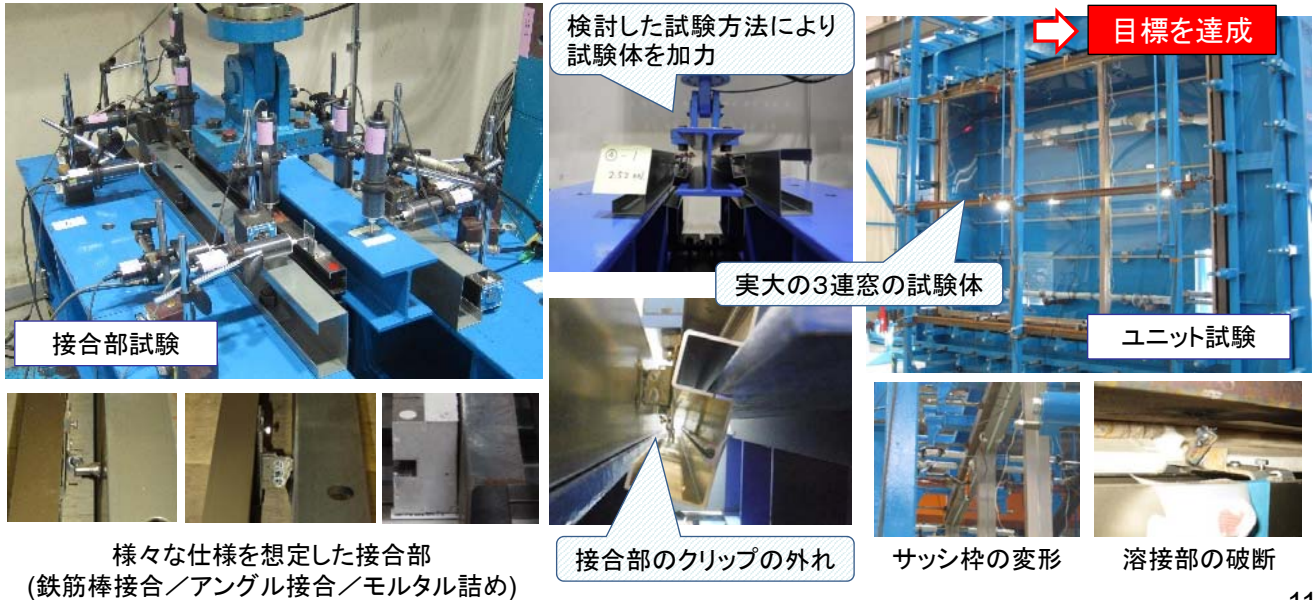 検討した試験方法により
試験体を加力
目標を達成
④-1
2.52 kN
実大の3連窓の試験体
接合部試験
ユニット試験
接合部のクリップの外れ
サッシ枠の変形
溶接部の破断
様々な仕様を想定した接合部
(鉄筋棒接合／アングル接合／モルタル詰め)
11